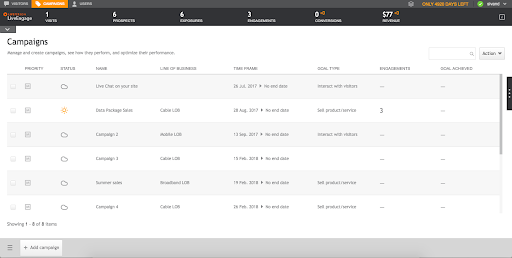 VISITORS CAMPAIGNS USERS ONLY 4520 DAYS LEFT sivand
LiveEngage
1 VISITS
6 PROSPECTS
6 EXPOSURES
3 ENGAGEMENTS
0 +0 CONVERSIONS
$77 +0 REVENUE
Campaigns
Manage and create campaigns, see how they perform, and optimize their performance.
Action
PRIORITY STATUS NAME LINE OF BUSINESS TIME FRAME GOAL TYPE ENGAGEMENTS GOAL ACHIEVED
Live Chat on your site 26 Jul, 2017 No end date Interact with visitors — —
Data Package Sales Cable LOB 28 Aug, 2017 No end date Sell product/service 3 —
Campaign 2 Mobile LOB 13 Sep, 2017 No end date Interact with visitors — —
Campaign 3 Cable LOB 15 Feb, 2018 No end date — —
Summer sales Broadband LOB 19 Feb, 2018 No end date Sell product/service — —
Campaign 4 Cable LOB 26 Feb, 2018 No end date Sell product/service — —
Showing 1 - 8 of 8 items
+ Add campaign